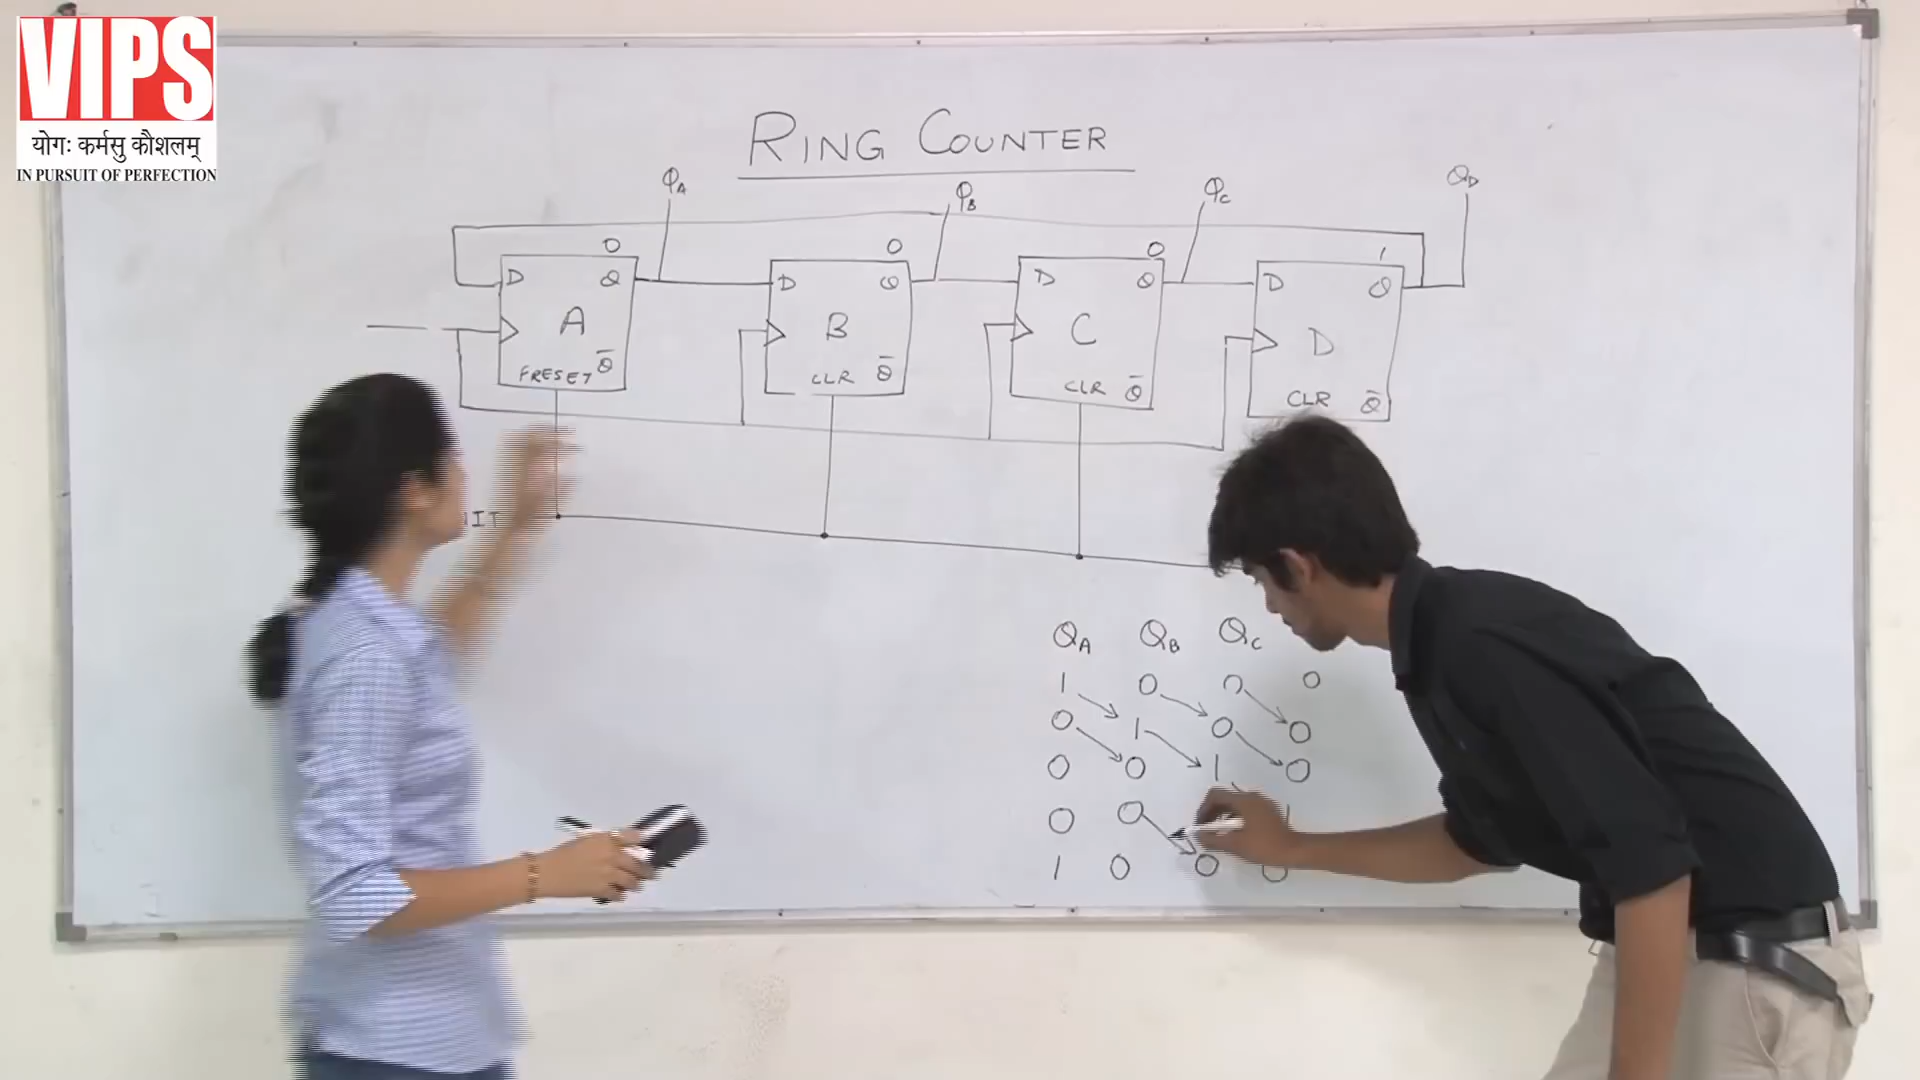 VIPS
योगः कर्मसु कौशलम्
IN PURSUIT OF PERFECTION
RING COUNTER
QA QB QC QD
0 0 0 1
D Q D Q D Q D Q
A B C D
PRESET Q̅ CLR Q̅ CLR Q̅ CLR Q̅
QA QB QC
1 0 0 0
0 1 0 0
0 0 1 0
0 0 1
1 0 0 0